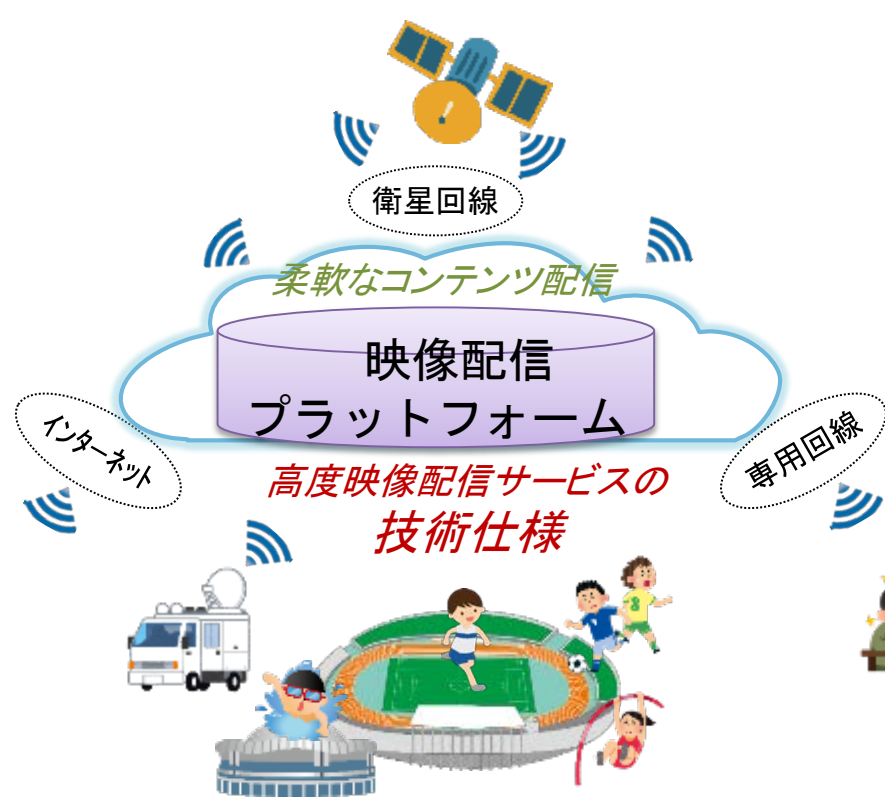 衛星回線
柔軟なコンテンツ配信
映像配信
プラットフォーム
インターネット
専用回線
高度映像配信サービスの
技術仕様
8